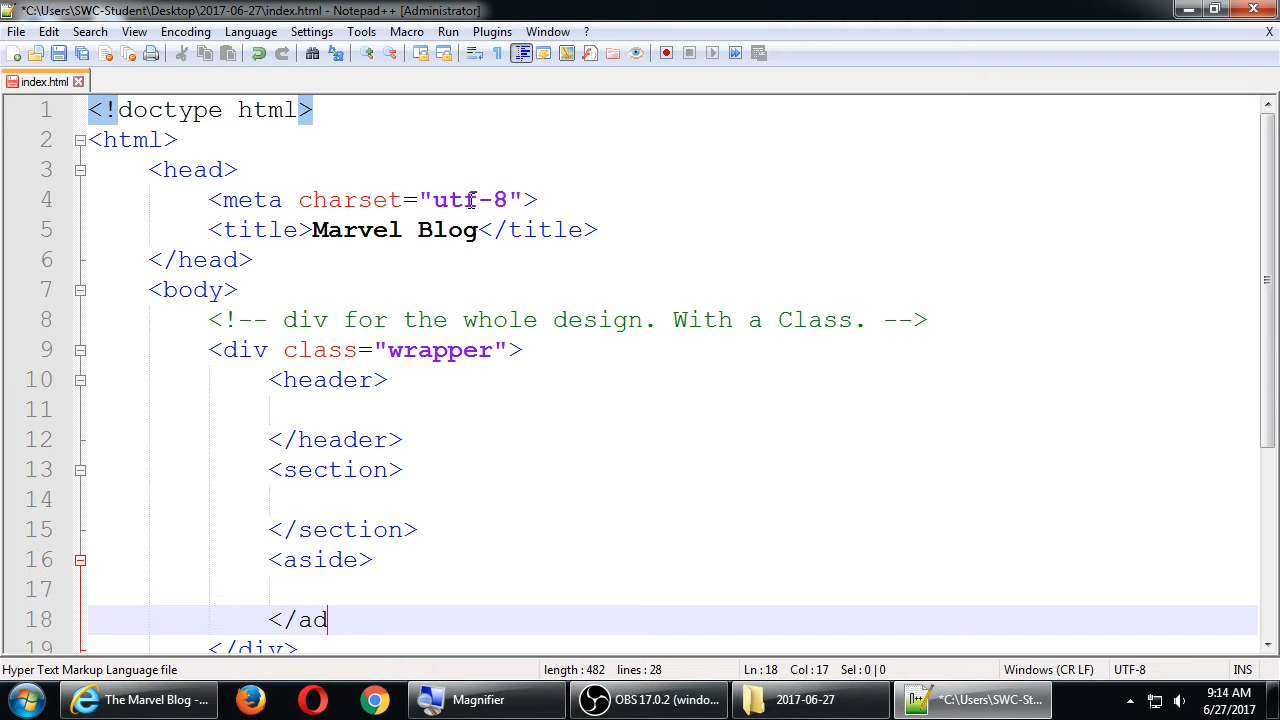 *C:\Users\SWC-Student\Desktop\2017-06-27\index.html - Notepad++ [Administrator]
File Edit Search View Encoding Language Settings Tools Macro Run Plugins Window ? X
index.html
1 <!doctype html>
2 <html>
3 <head>
4 <meta charset="utf-8">
5 <title>Marvel Blog</title>
6 </head>
7 <body>
8 <!-- div for the whole design. With a Class. -->
9 <div class="wrapper">
10 <header>
11
12 </header>
13 <section>
14
15 </section>
16 <aside>
17
18 </ad
19 </div>
Hyper Text Markup Language file length : 482 lines : 28 Ln : 18 Col : 17 Sel : 0 | 0 Windows (CR LF) UTF-8 INS
The Marvel Blog -... Magnifier OBS 17.0.2 (windo... 2017-06-27 *C:\Users\SWC-St...
9:14 AM
6/27/2017